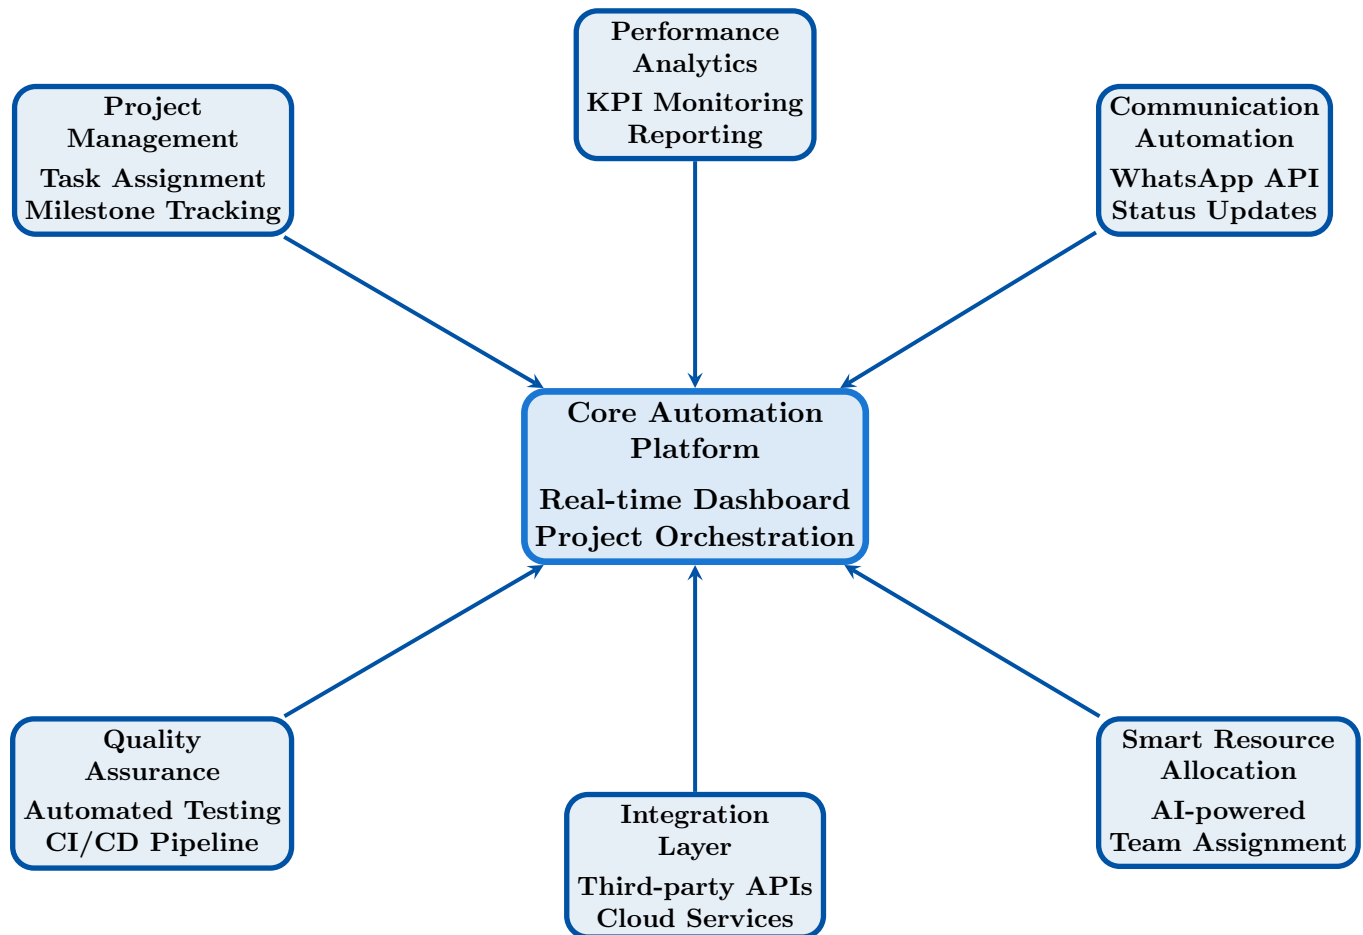 Performance
Analytics
KPI Monitoring
Reporting
Project
Management
Task Assignment
Milestone Tracking
Communication
Automation
WhatsApp API
Status Updates
Core Automation
Platform
Real-time Dashboard
Project Orchestration
Quality
Assurance
Automated Testing
CI/CD Pipeline
Integration
Layer
Third-party APIs
Cloud Services
Smart Resource
Allocation
AI-powered
Team Assignment